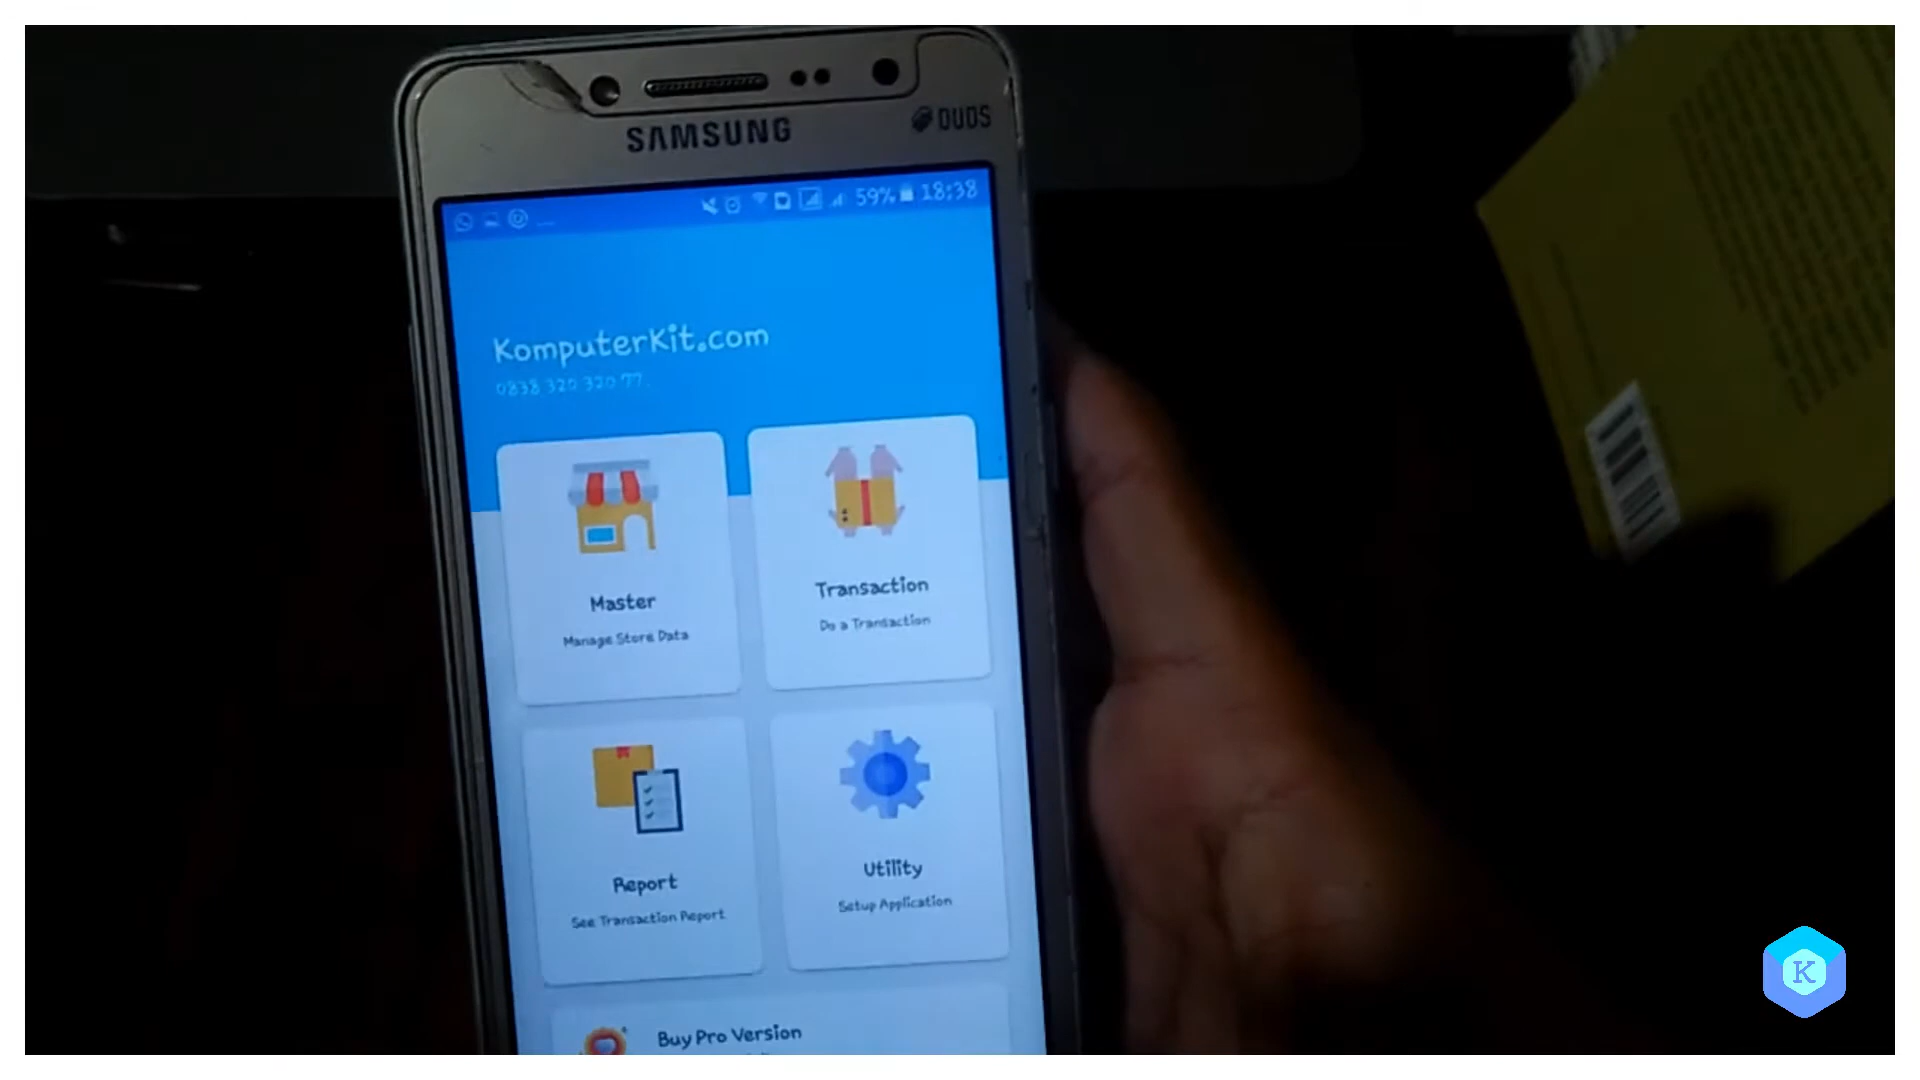 SAMSUNG
DUOS
59% 18:38
KomputerKit.com
0838 320 320 77
Master
Manage Store Data
Transaction
Do a Transaction
Report
See Transaction Report
Utility
Setup Application
Buy Pro Version
K